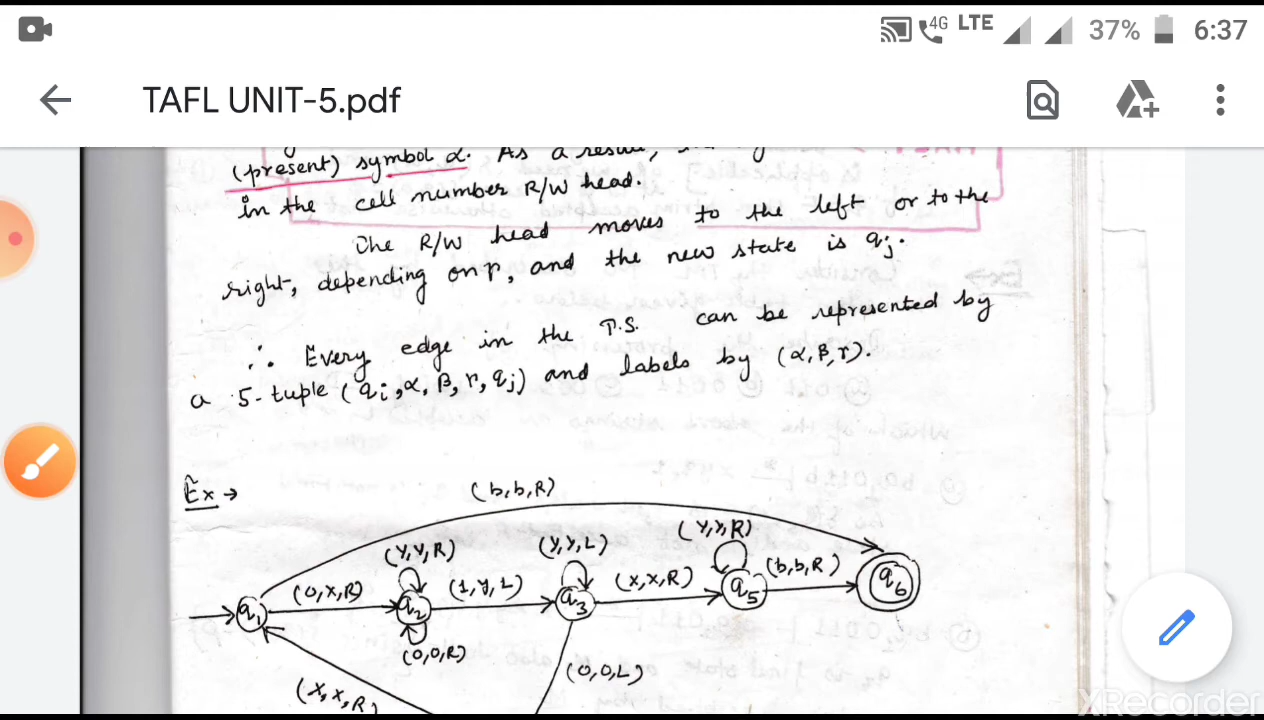 4G LTE 37% 6:37
TAFL UNIT-5.pdf
(present) symbol α. As a result,
in the cell number R/W head.
The R/W head moves to the left or to the
right, depending on r, and the new state is qj.
∴ Every edge in the T.S. can be represented by
a 5-tuple (qi, α, β, r, qj) and labels by (α, β, r).
Ex →
(b,b,R)
(y,y,R) (y,y,L) (y,y,R)
(0,x,R) (1,y,L) (x,x,R) (b,b,R)
q1 q2 q3 q5 q6
(0,0,R)
(0,0,L)
(x,x,R)
XRecorder